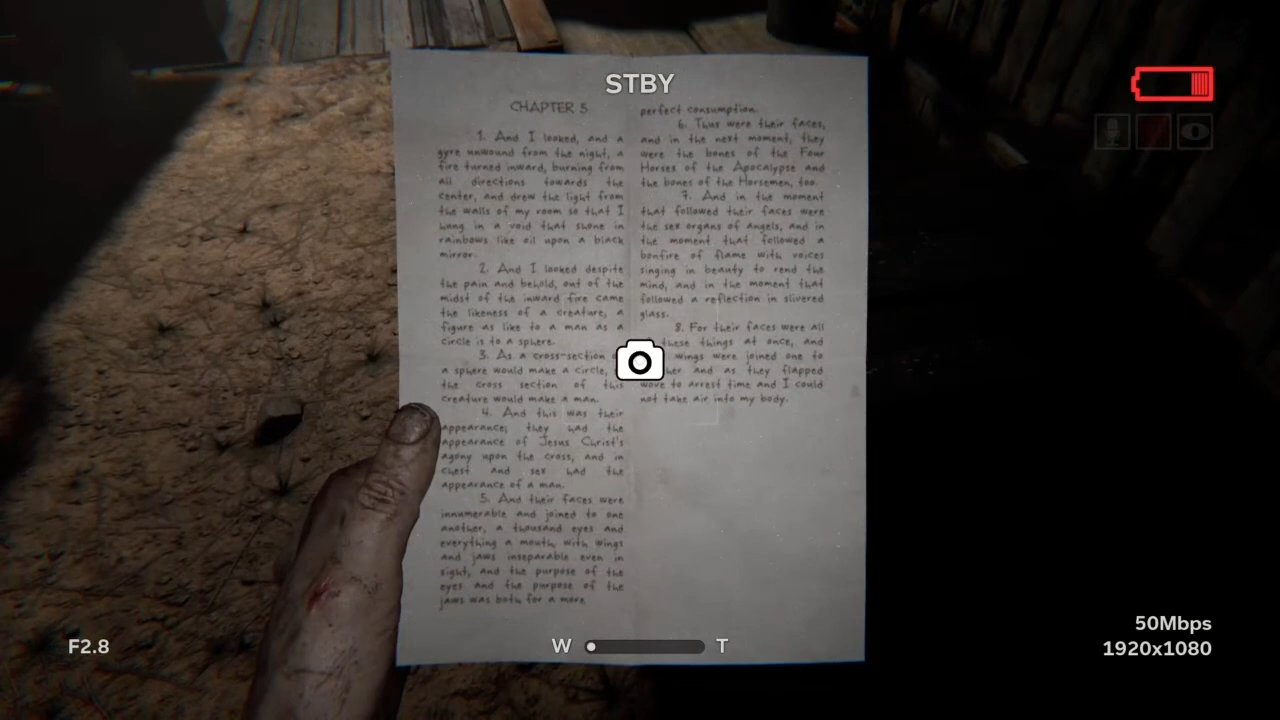 STBY
CHAPTER 5
1. And I looked, and a
gyre unwound from the night, a
fire turned inward, burning from
all directions towards the
center, and drew the light from
the walls of my room so that I
hung in a void that shone in
rainbows like oil upon a black
mirror.
2. And I looked despite
the pain and behold, out of the
midst of the inward fire came
the likeness of a creature, a
figure as like to a man as a
circle is to a sphere.
3. As a cross-section
a sphere would make a circle,
the cross section of this
creature would make a man.
4. And this was their
appearance; they had the
appearance of Jesus Christ's
agony upon the cross, and in
chest and sex had the
appearance of a man.
5. And their faces were
innumerable and joined to one
another, a thousand eyes and
everything a mouth, with wings
and jaws inseparable even in
sight, and the purpose of the
eyes and the purpose of the
jaws was both for a more
perfect consumption.
6. Thus were their faces,
and in the next moment, they
were the bones of the Four
Horses of the Apocalypse and
the bones of the Horsemen, too.
7. And in the moment
that followed their faces were
the sex organs of Angels, and in
the moment that followed a
bonfire of flame with voices
singing in beauty to rend the
mind, and in the moment that
followed a reflection in slivered
glass.
8. For their faces were all
these things at once, and
wings were joined one to
her and as they flapped
wove to arrest time and I could
not take air into my body.
F2.8
W T
50Mbps
1920x1080